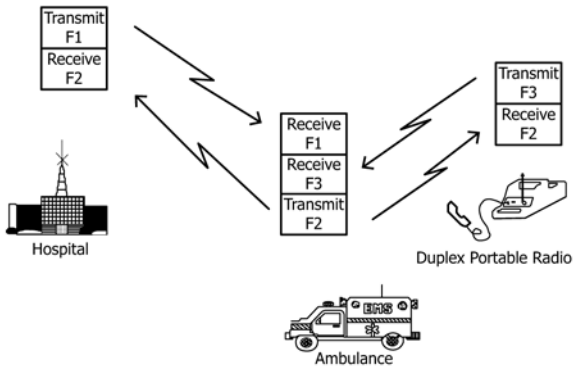 Transmit
F1
Receive
F2
Transmit
F3
Receive
F2
Receive
F1
Receive
F3
Transmit
F2
Hospital
Duplex Portable Radio
EMS
Ambulance